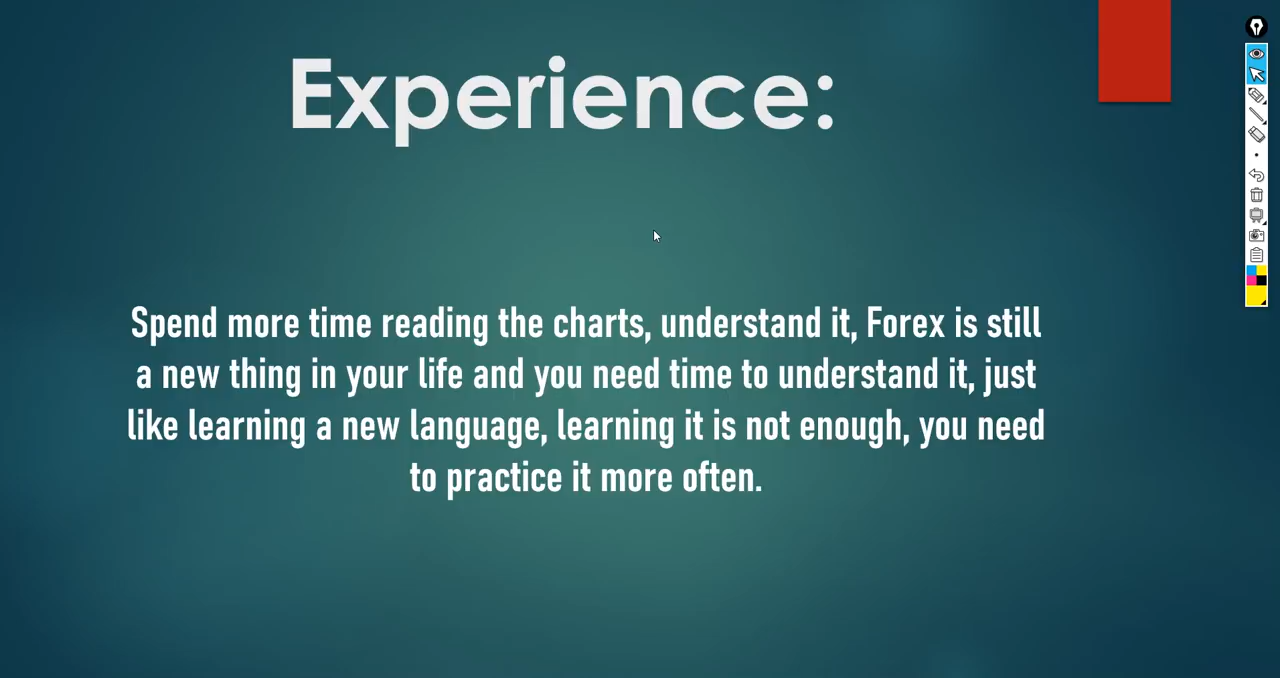 Experience:
Spend more time reading the charts, understand it, Forex is still
a new thing in your life and you need time to understand it, just
like learning a new language, learning it is not enough, you need
to practice it more often.